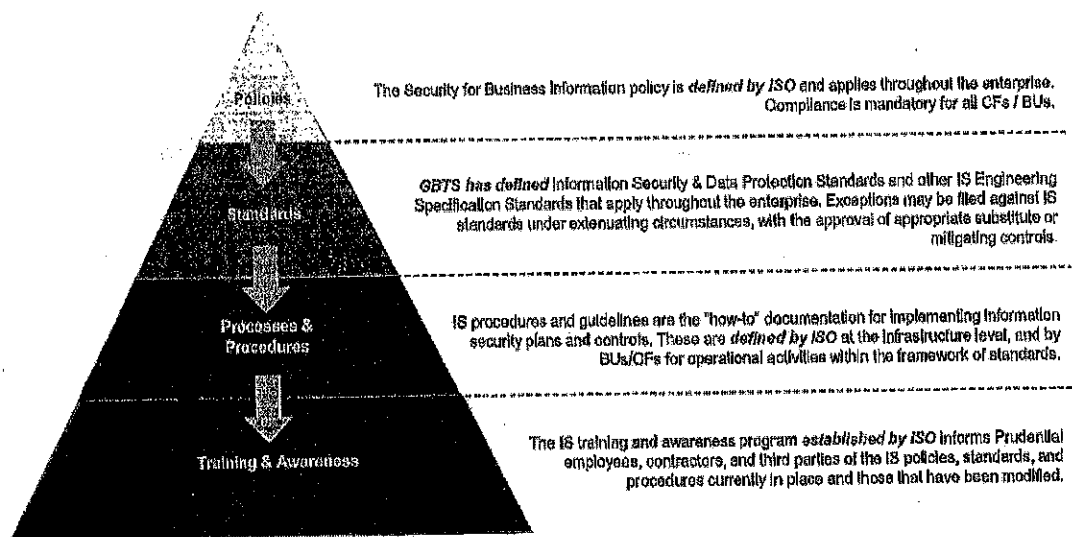 Policies
The Security for Business Information policy is defined by ISO and applies throughout the enterprise.
Compliance is mandatory for all CFs / BUs.
Standards
GBTS has defined Information Security & Data Protection Standards and other IS Engineering
Specification Standards that apply throughout the enterprise. Exceptions may be filed against IS
standards under extenuating circumstances, with the approval of appropriate substitute or
mitigating controls.
Processes &
Procedures
IS procedures and guidelines are the "how-to" documentation for implementing information
security plans and controls. These are defined by ISO at the infrastructure level, and by
BUs/CFs for operational activities within the framework of standards.
Training & Awareness
The IS training and awareness program established by ISO informs Prudential
employees, contractors, and third parties of the IS policies, standards, and
procedures currently in place and those that have been modified.